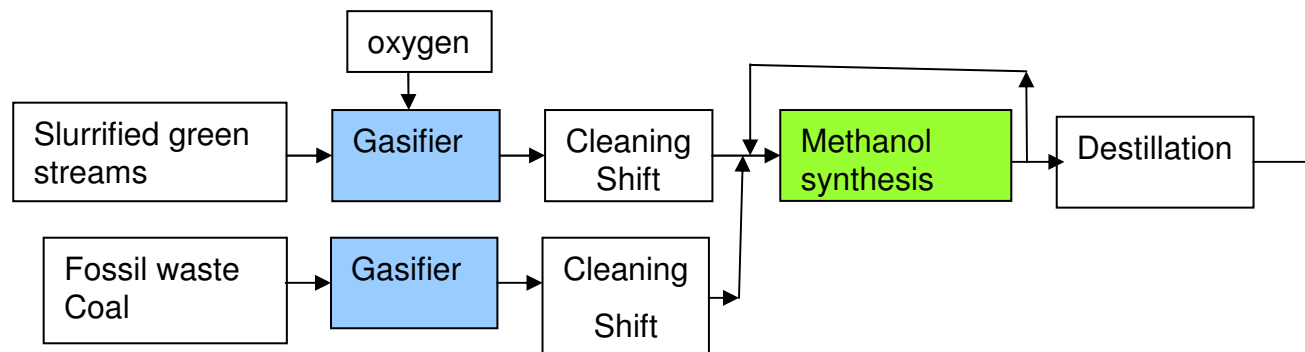 oxygen
Slurrified green
streams
Gasifier
Cleaning
Shift
Methanol
synthesis
Destillation
Fossil waste
Coal
Gasifier
Cleaning
Shift